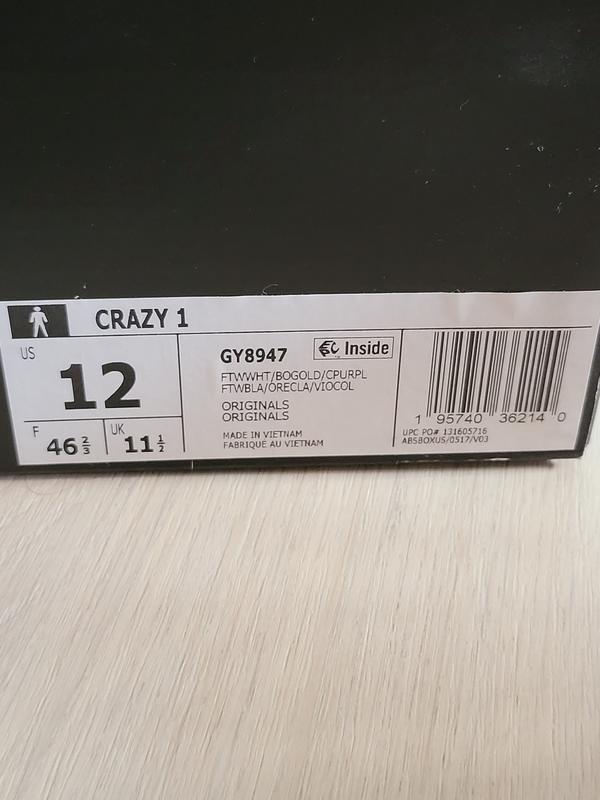 CRAZY 1
US
12
F
46 2/3
UK
11 1/2
GY8947
Inside
FTWWHT/BOGOLD/CPURPL
FTWBLA/ORECLA/VIOCOL
ORIGINALS
ORIGINALS
MADE IN VIETNAM
FABRIQUE AU VIETNAM
1 95740 36214 0
UPC PO# 131605716
ABSBOXUS/0517/V03